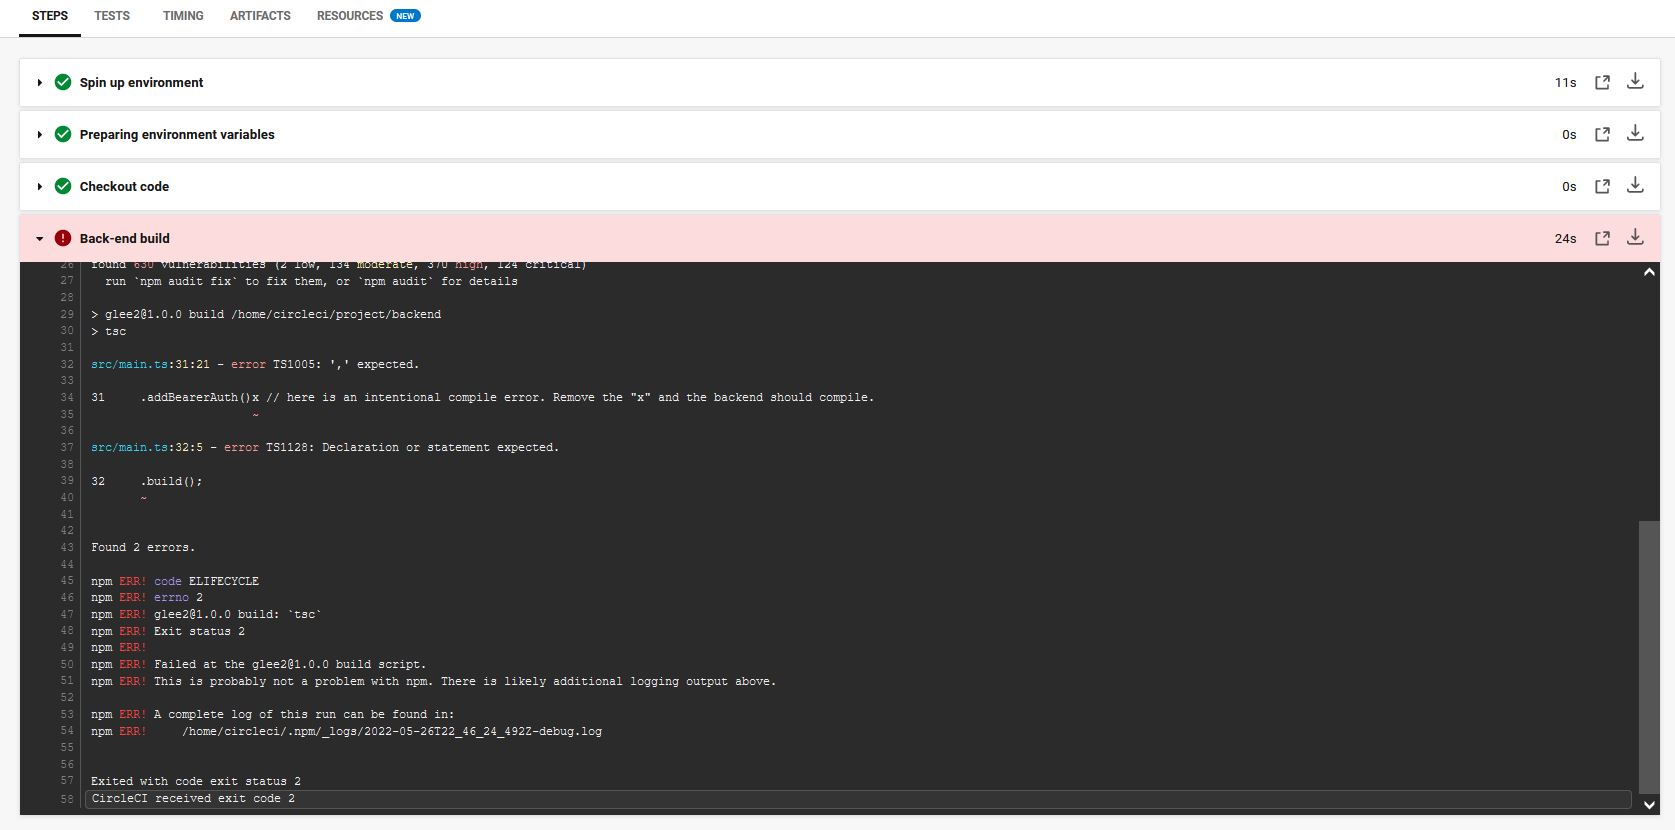 STEPS TESTS TIMING ARTIFACTS RESOURCES NEW
Spin up environment 11s
Preparing environment variables 0s
Checkout code 0s
Back-end build 24s
26 found 630 vulnerabilities (2 low, 134 moderate, 370 high, 124 critical)
27 run `npm audit fix` to fix them, or `npm audit` for details
28
29 > glee2@1.0.0 build /home/circleci/project/backend
30 > tsc
31
32 src/main.ts:31:21 - error TS1005: ',' expected.
33
34 31 .addBearerAuth()x // here is an intentional compile error. Remove the "x" and the backend should compile.
35 ~
36
37 src/main.ts:32:5 - error TS1128: Declaration or statement expected.
38
39 32 .build();
40 ~
41
42
43 Found 2 errors.
44
45 npm ERR! code ELIFECYCLE
46 npm ERR! errno 2
47 npm ERR! glee2@1.0.0 build: `tsc`
48 npm ERR! Exit status 2
49 npm ERR!
50 npm ERR! Failed at the glee2@1.0.0 build script.
51 npm ERR! This is probably not a problem with npm. There is likely additional logging output above.
52
53 npm ERR! A complete log of this run can be found in:
54 npm ERR! /home/circleci/.npm/_logs/2022-05-26T22_46_24_492Z-debug.log
55
56
57 Exited with code exit status 2
58 CircleCI received exit code 2